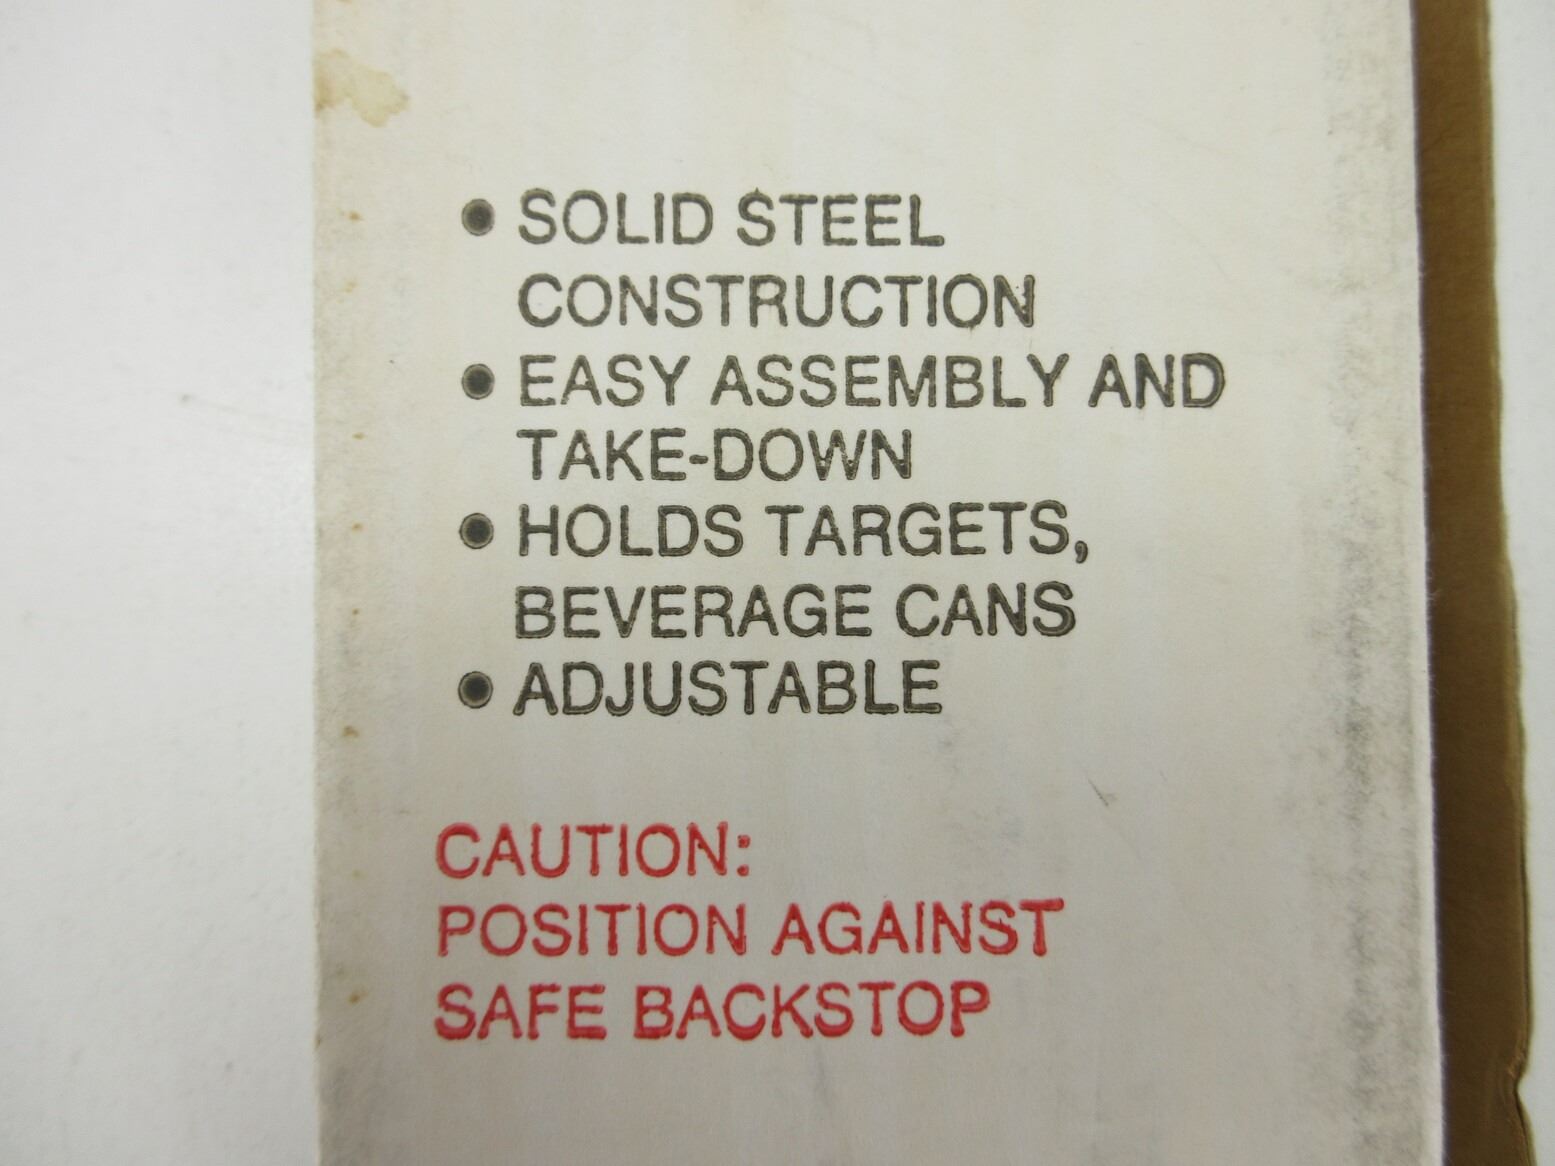 • SOLID STEEL
CONSTRUCTION
• EASY ASSEMBLY AND
TAKE-DOWN
• HOLDS TARGETS,
BEVERAGE CANS
• ADJUSTABLE
CAUTION:
POSITION AGAINST
SAFE BACKSTOP